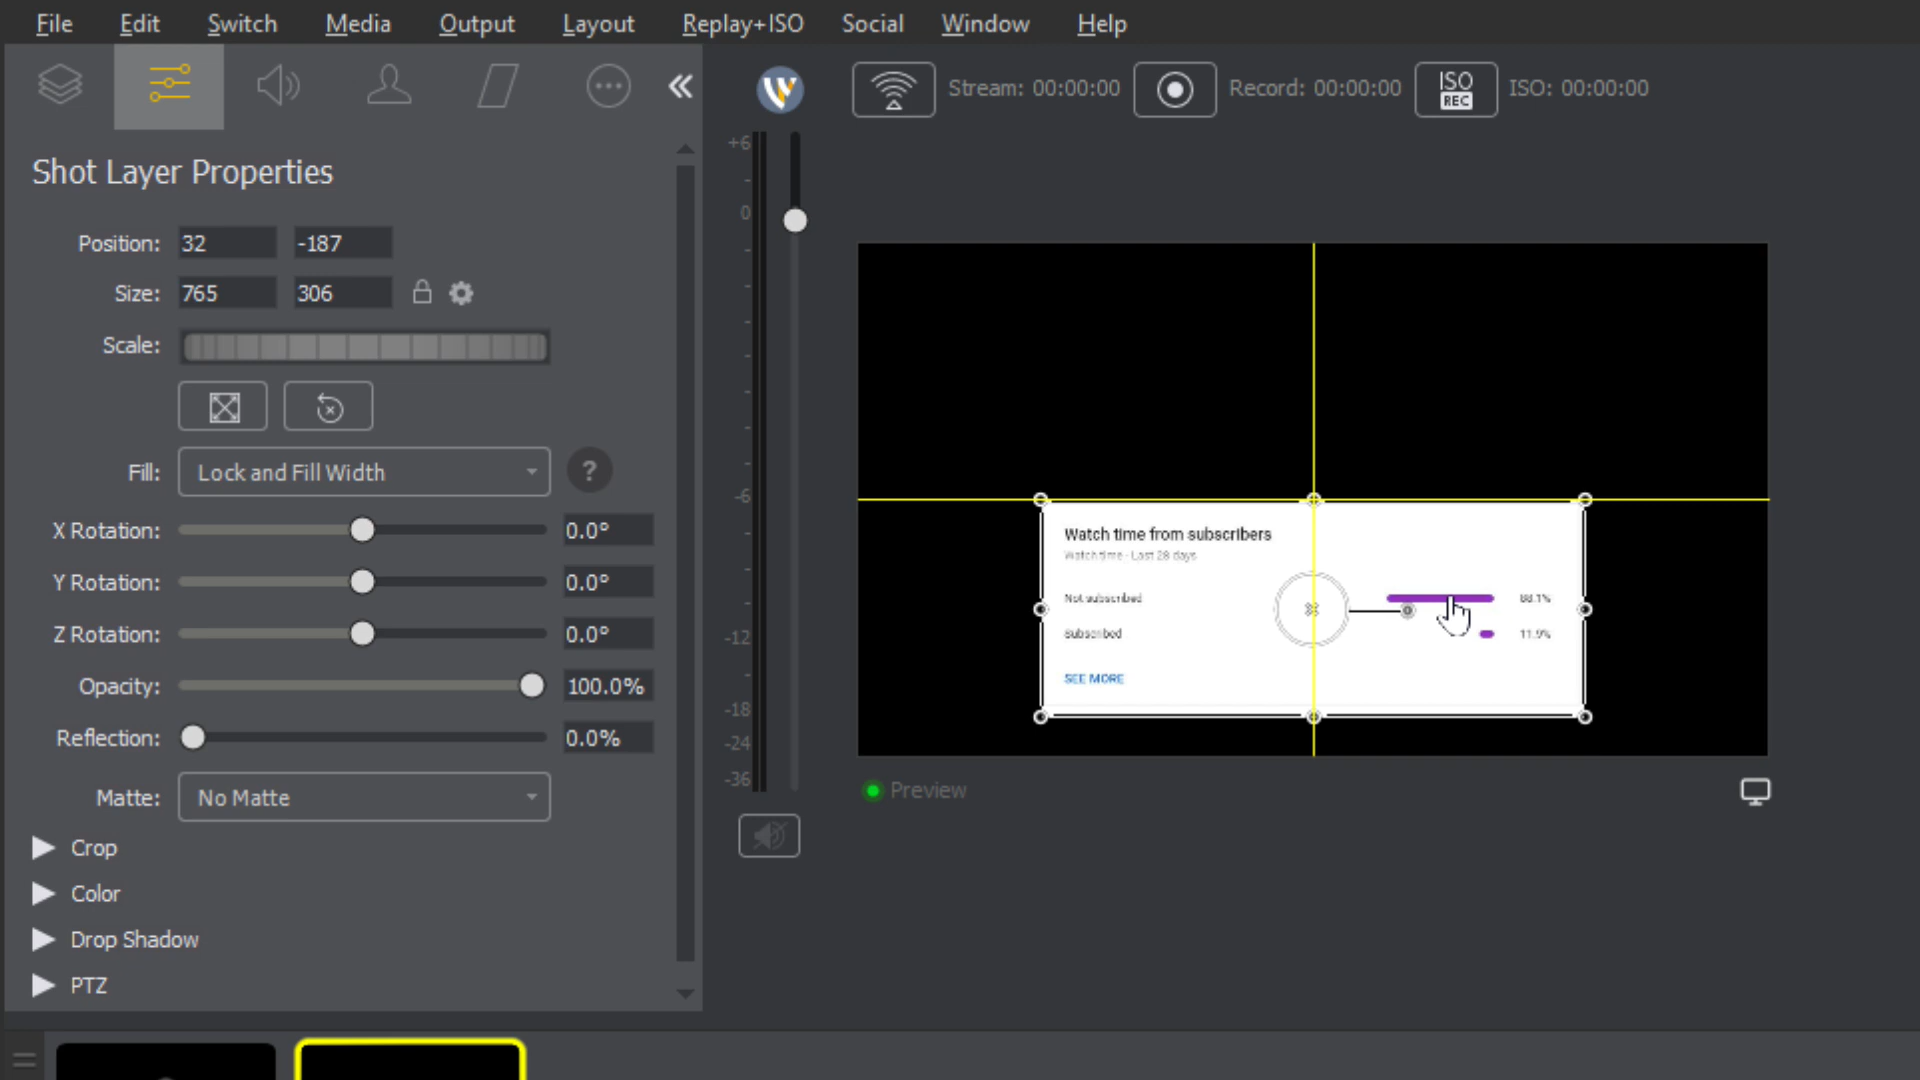 File Edit Switch Media Output Layout Replay+ISO Social Window Help
Stream: 00:00:00 Record: 00:00:00 ISO REC ISO: 00:00:00
Shot Layer Properties
Position: 32 -187
Size: 765 306
Scale:
Fill: Lock and Fill Width ?
X Rotation: 0.0°
Y Rotation: 0.0°
Z Rotation: 0.0°
Opacity: 100.0%
Reflection: 0.0%
Matte: No Matte
Crop
Color
Drop Shadow
PTZ
+6
0
-6
-12
-18
-24
-36
Watch time from subscribers
Watch time · Last 28 days
Not subscribed 88.1%
Subscribed 11.9%
SEE MORE
Preview